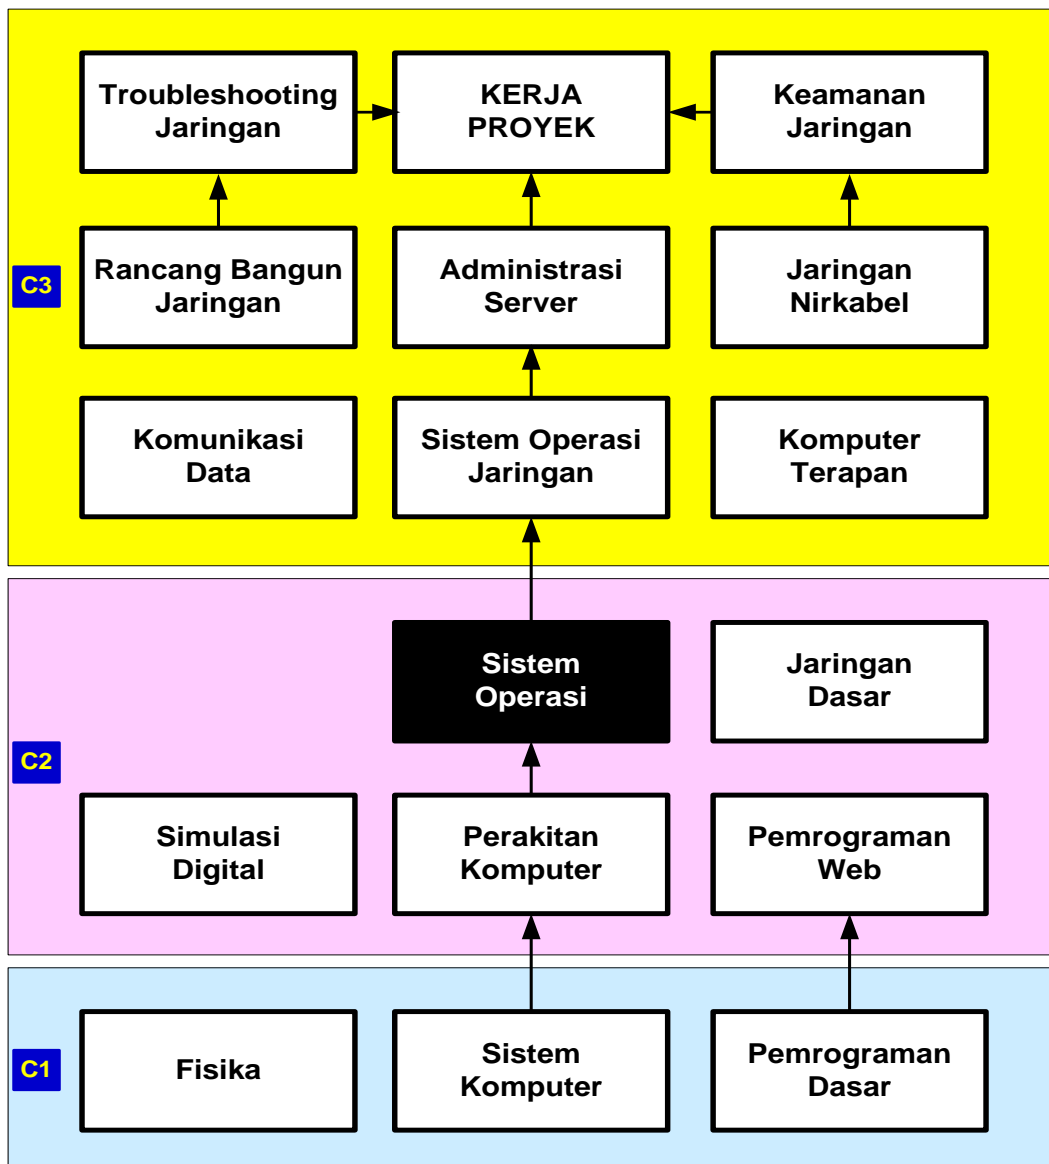 Troubleshooting
Jaringan
KERJA
PROYEK
Keamanan
Jaringan
C3
Rancang Bangun
Jaringan
Administrasi
Server
Jaringan
Nirkabel
Komunikasi
Data
Sistem Operasi
Jaringan
Komputer
Terapan
Sistem
Operasi
Jaringan
Dasar
C2
Simulasi
Digital
Perakitan
Komputer
Pemrograman
Web
C1
Fisika
Sistem
Komputer
Pemrograman
Dasar